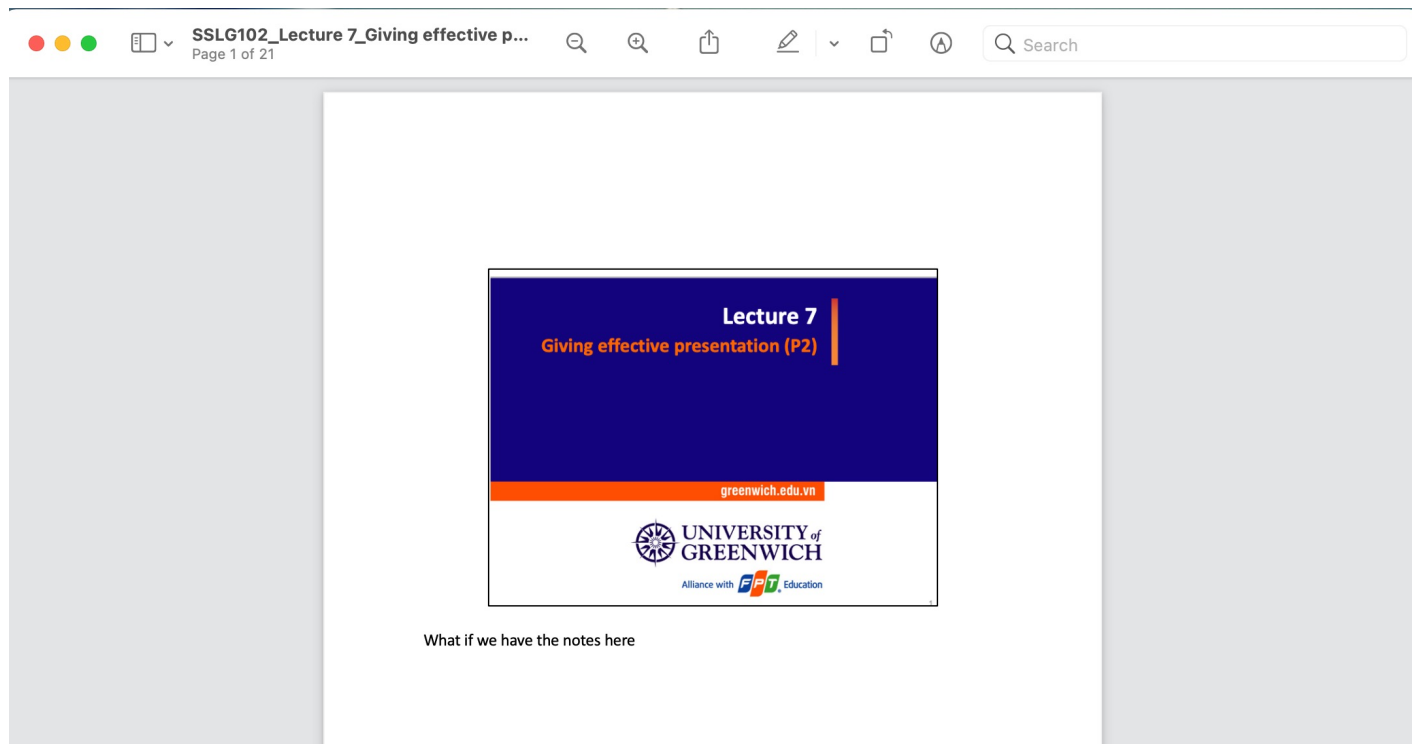 SSLG102_Lecture 7_Giving effective p...
Page 1 of 21
Search
Lecture 7
Giving effective presentation (P2)
greenwich.edu.vn
UNIVERSITY of
GREENWICH
Alliance with FPT Education
1
What if we have the notes here